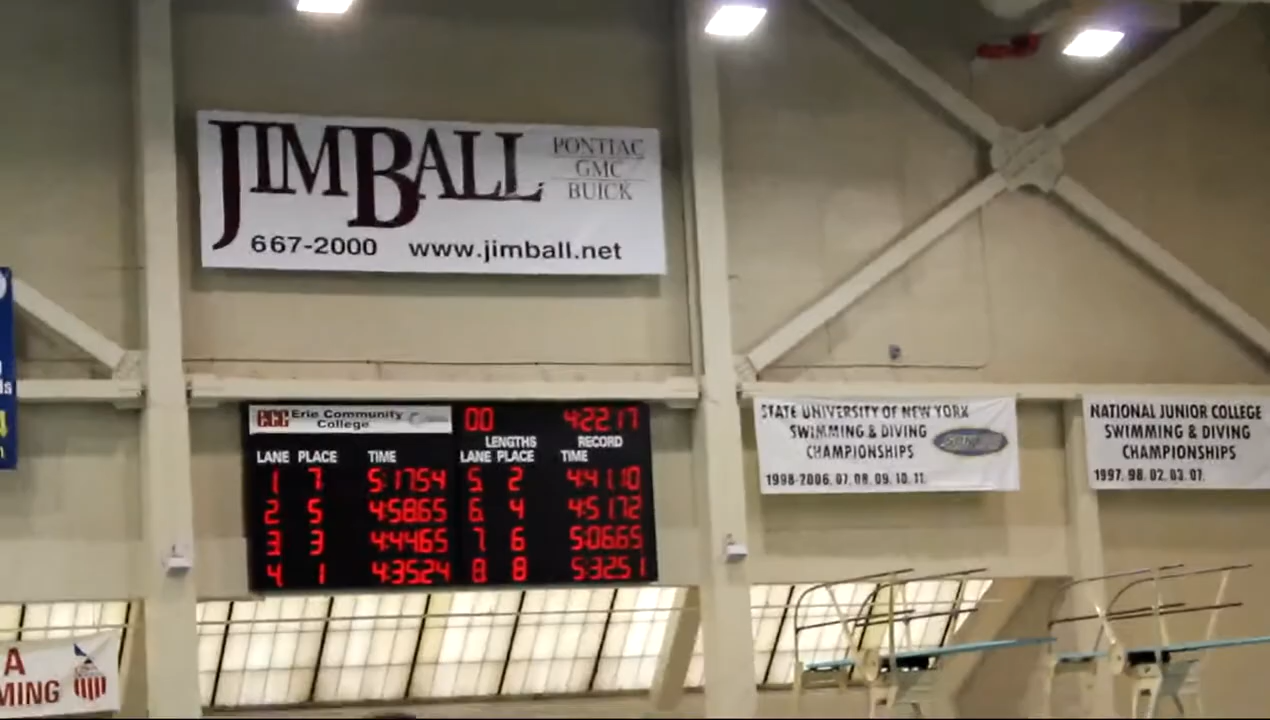 JIM BALL
PONTIAC
GMC
BUICK
667-2000 www.jimball.net
ECC Erie Community College
00 4:22.17
LENGTHS RECORD
LANE PLACE TIME LANE PLACE TIME
1 7 5:17.54 5 2 4:41.10
2 5 4:58.65 6 4 4:51.72
3 3 4:44.65 7 6 5:06.65
4 1 4:35.24 8 8 5:32.51
STATE UNIVERSITY OF NEW YORK
SWIMMING & DIVING
CHAMPIONSHIPS
1998-2006, 07, 08, 09, 10, 11.
NATIONAL JUNIOR COLLEGE
SWIMMING & DIVING
CHAMPIONSHIPS
1997, 98, 02, 03, 07.
A
MING